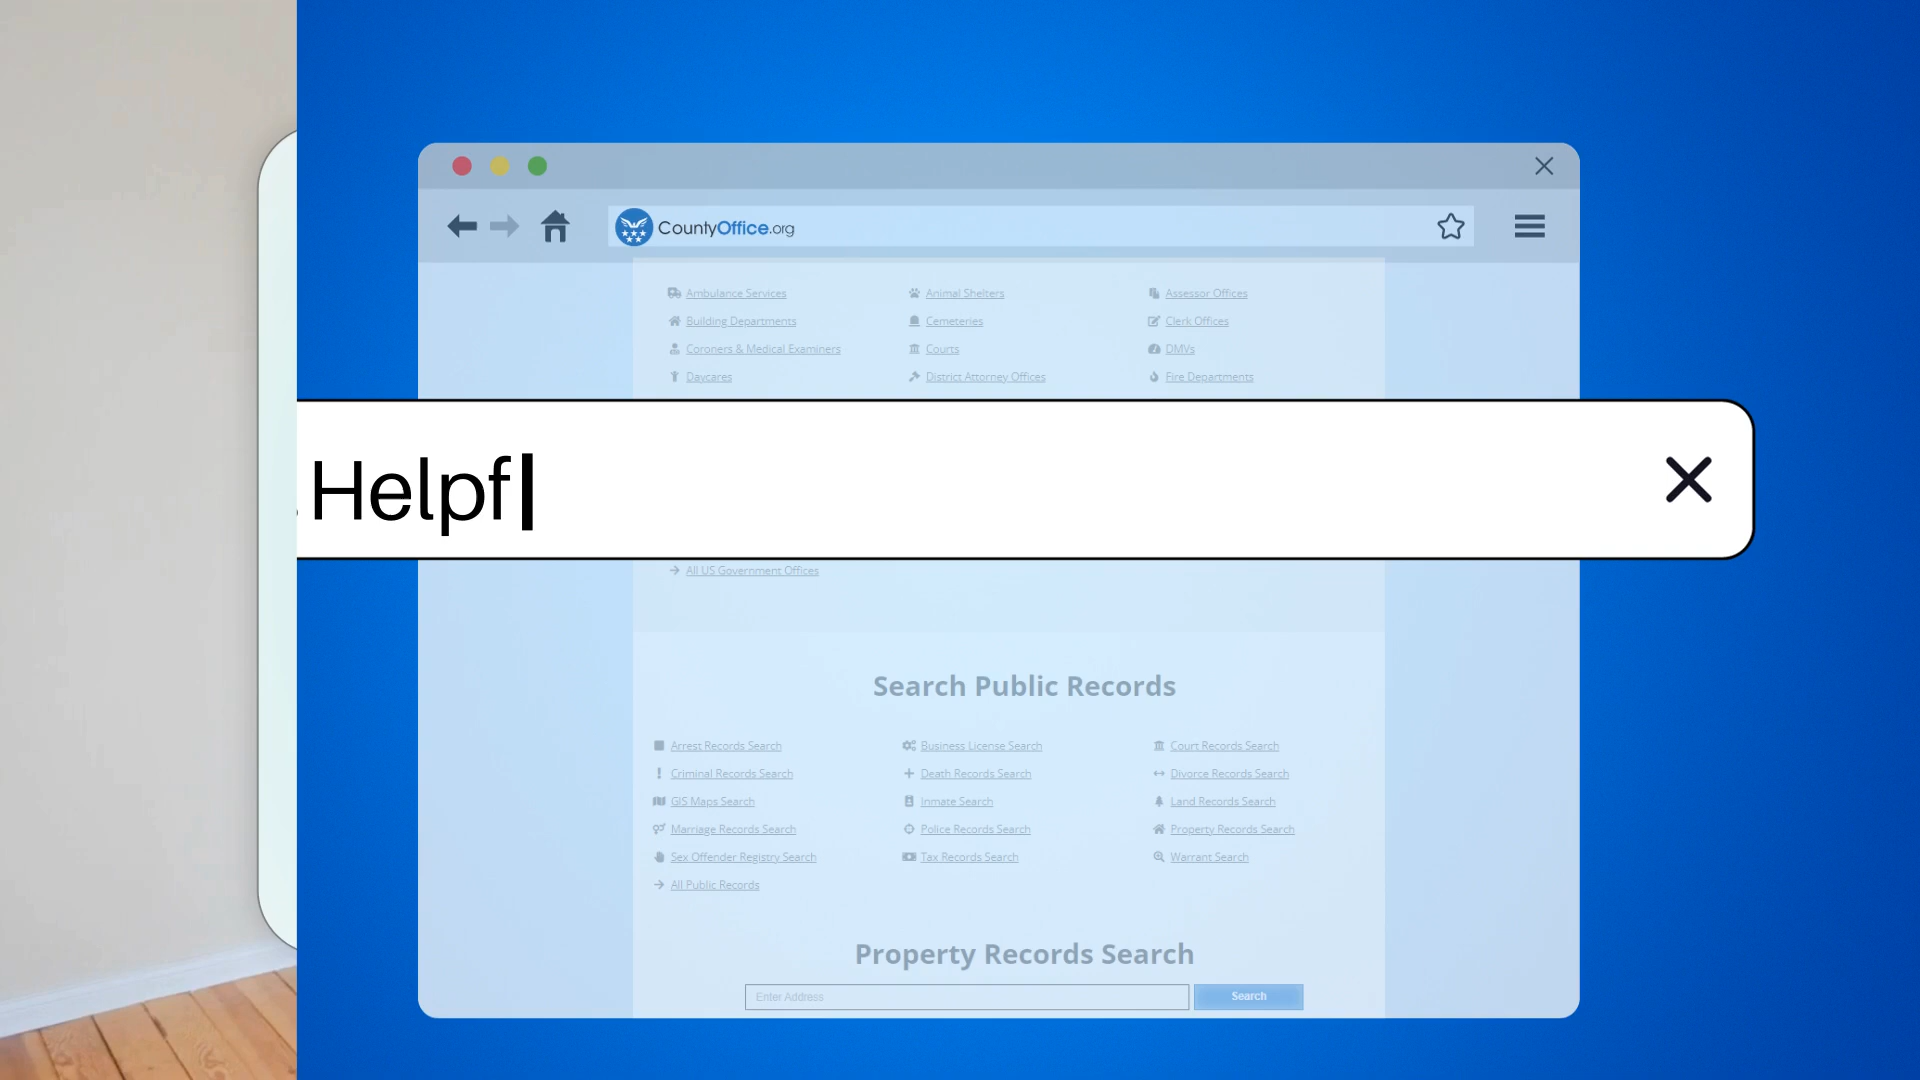 CountyOffice.org
Ambulance Services
Animal Shelters
Assessor Offices
Building Departments
Cemeteries
Clerk Offices
Coroners & Medical Examiners
Courts
DMVs
Daycares
District Attorney Offices
Fire Departments
Helpf
All US Government Offices
Search Public Records
Arrest Records Search
Business License Search
Court Records Search
Criminal Records Search
Death Records Search
Divorce Records Search
GIS Maps Search
Inmate Search
Land Records Search
Marriage Records Search
Police Records Search
Property Records Search
Sex Offender Registry Search
Tax Records Search
Warrant Search
All Public Records
Property Records Search
Enter Address
Search